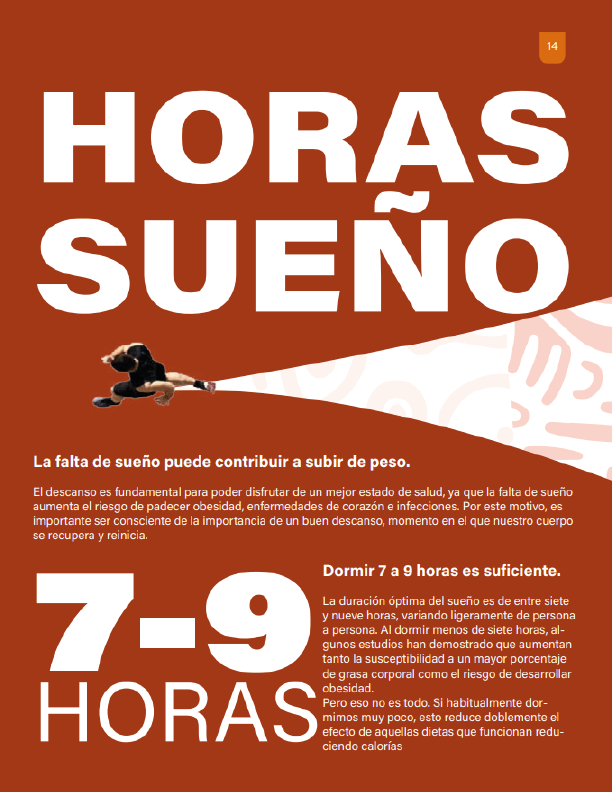 14
HORAS
SUEÑO
La falta de sueño puede contribuir a subir de peso.
El descanso es fundamental para poder disfrutar de un mejor estado de salud, ya que la falta de sueño
aumenta el riesgo de padecer obesidad, enfermedades de corazón e infecciones. Por este motivo, es
importante ser consciente de la importancia de un buen descanso, momento en el que nuestro cuerpo
se recupera y reinicia.
7-9
HORAS
Dormir 7 a 9 horas es suficiente.
La duración óptima del sueño es de entre siete
y nueve horas, variando ligeramente de persona
a persona. Al dormir menos de siete horas, al-
gunos estudios han demostrado que aumentan
tanto la susceptibilidad a un mayor porcentaje
de grasa corporal como el riesgo de desarrollar
obesidad.
Pero eso no es todo. Si habitualmente dor-
mimos muy poco, esto reduce doblemente el
efecto de aquellas dietas que funcionan redu-
ciendo calorías